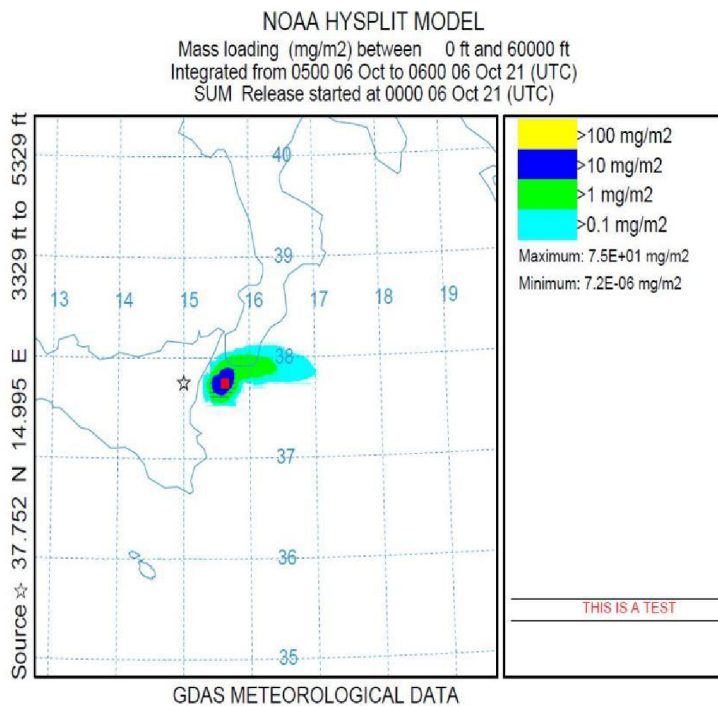 NOAA HYSPLIT MODEL
Mass loading (mg/m2) between 0 ft and 60000 ft
Integrated from 0500 06 Oct to 0600 06 Oct 21 (UTC)
SUM Release started at 0000 06 Oct 21 (UTC)
Source ☆ 37.752 N 14.995 E 3329 ft to 5329 ft
40
39
13 14 15 16 17 18 19
38
37
36
35
>100 mg/m2
>10 mg/m2
>1 mg/m2
>0.1 mg/m2
Maximum: 7.5E+01 mg/m2
Minimum: 7.2E-06 mg/m2
THIS IS A TEST
GDAS METEOROLOGICAL DATA